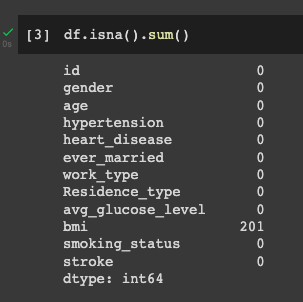 [3] df.isna().sum()
0s
id 0
gender 0
age 0
hypertension 0
heart_disease 0
ever_married 0
work_type 0
Residence_type 0
avg_glucose_level 0
bmi 201
smoking_status 0
stroke 0
dtype: int64